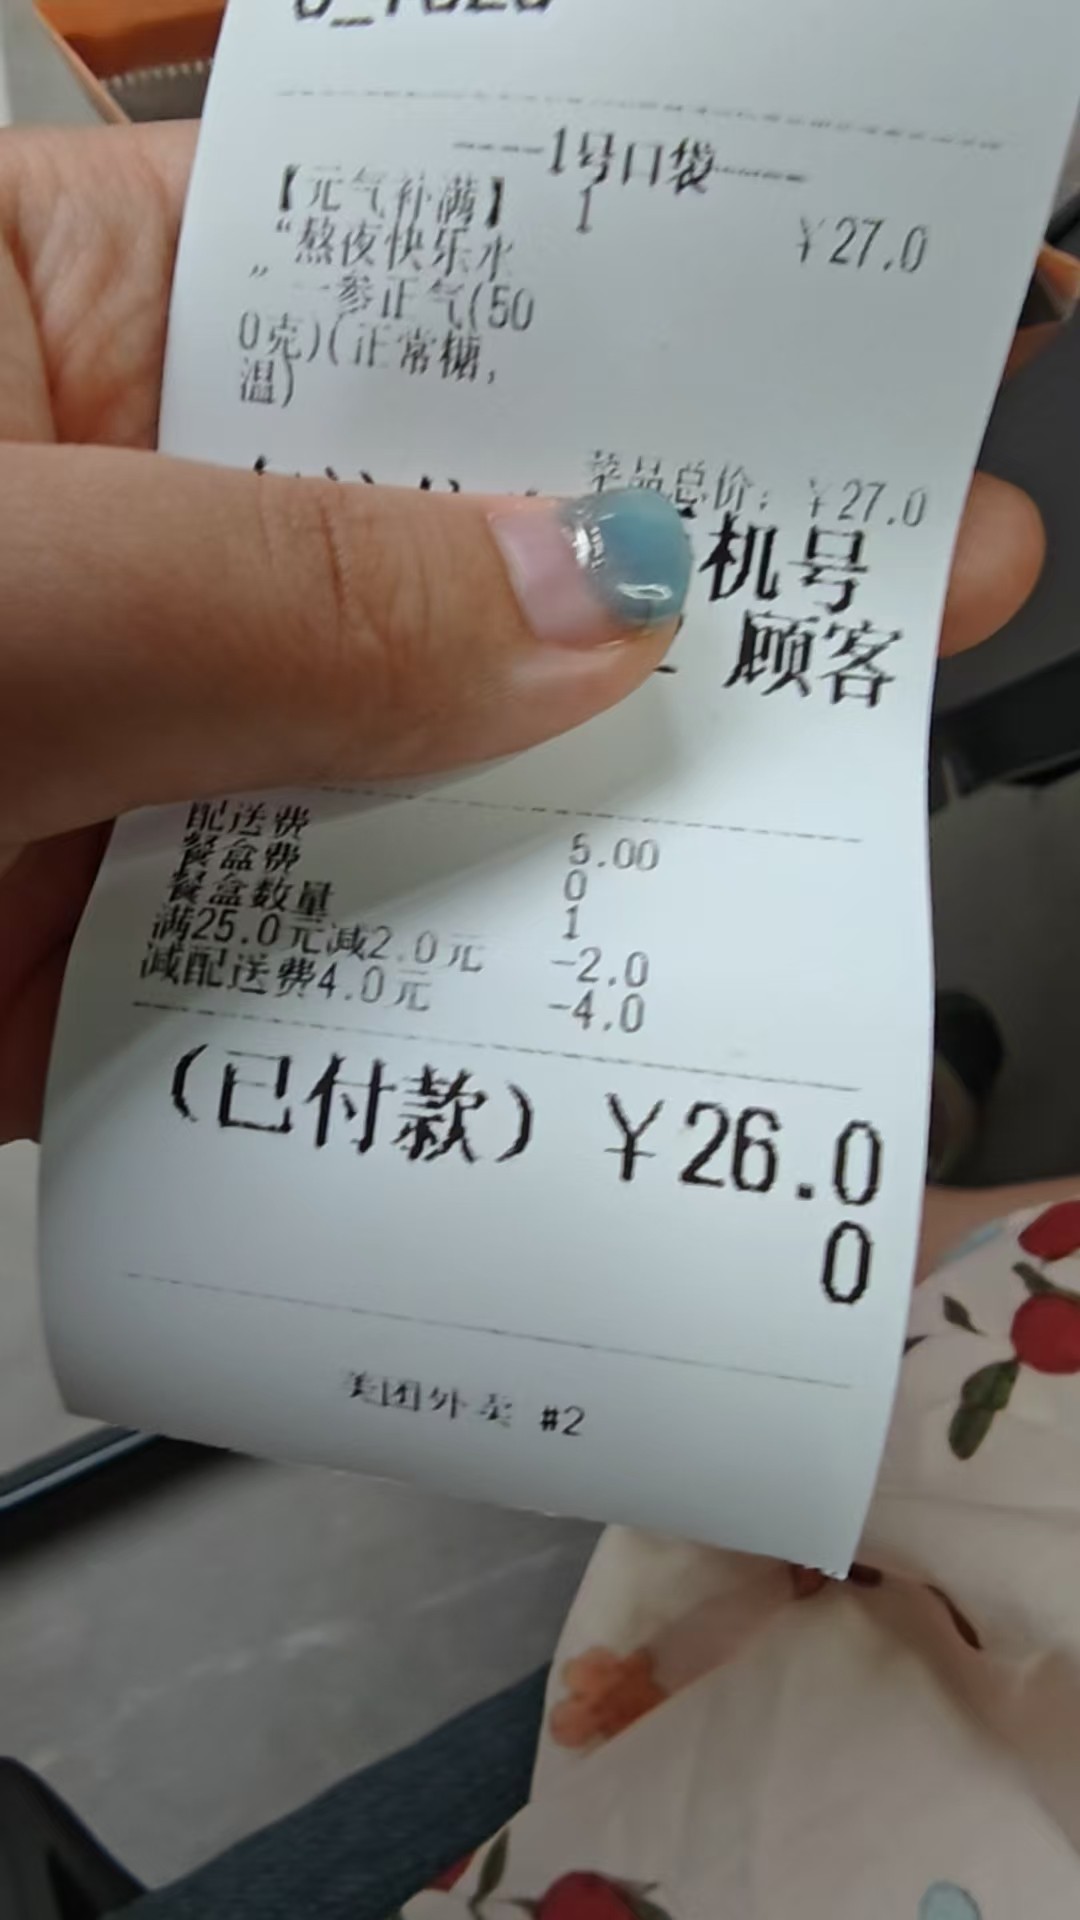 ----1号口袋-----
【元气补满】 1 ¥27.0
“熬夜快乐水
”一参正气(50
0克)(正常糖,
温)
菜品总价: ¥27.0
机号
顾客
配送费 5.00
餐盒费 0
餐盒数量 1
满25.0元减2.0元 -2.0
减配送费4.0元 -4.0
(已付款) ¥26.0
0
美团外卖 #2